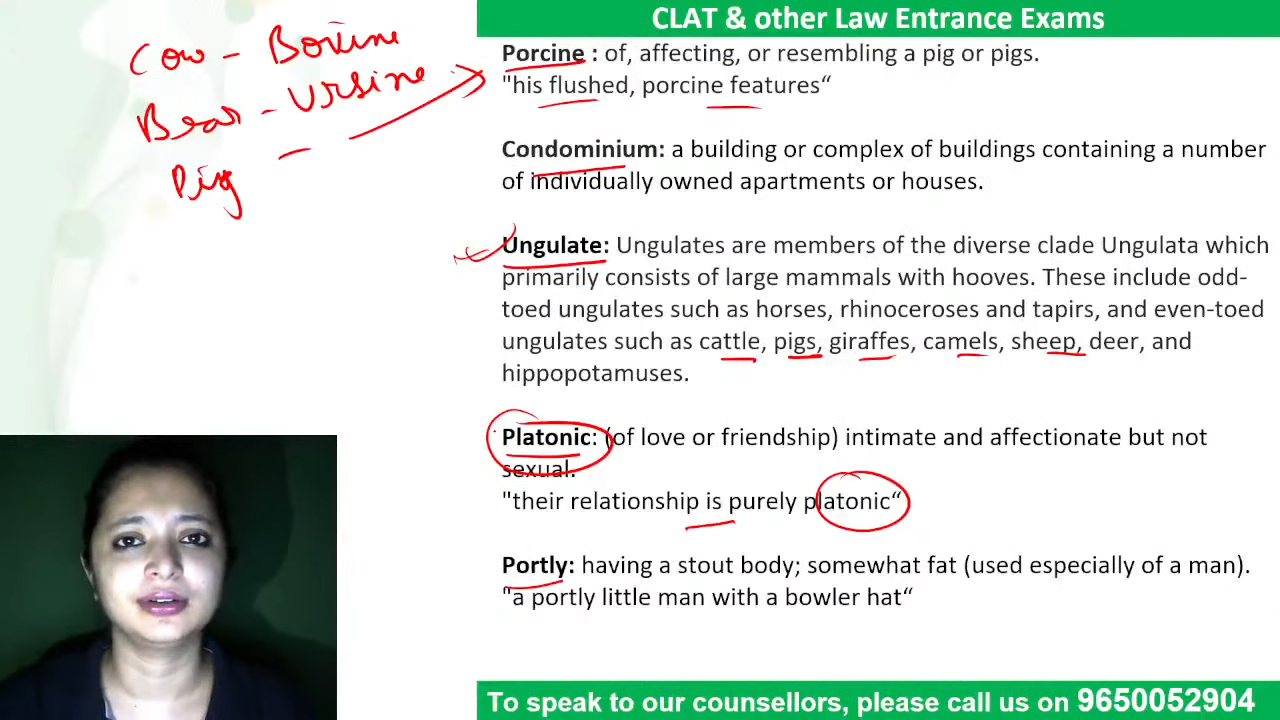 CLAT & other Law Entrance Exams
Cow - Bovine
Bear - Ursine
Pig -
Porcine : of, affecting, or resembling a pig or pigs.
"his flushed, porcine features“
Condominium: a building or complex of buildings containing a number
of individually owned apartments or houses.
Ungulate: Ungulates are members of the diverse clade Ungulata which
primarily consists of large mammals with hooves. These include odd-
toed ungulates such as horses, rhinoceroses and tapirs, and even-toed
ungulates such as cattle, pigs, giraffes, camels, sheep, deer, and
hippopotamuses.
Platonic: (of love or friendship) intimate and affectionate but not
sexual.
"their relationship is purely platonic“
Portly: having a stout body; somewhat fat (used especially of a man).
"a portly little man with a bowler hat“
To speak to our counsellors, please call us on 9650052904